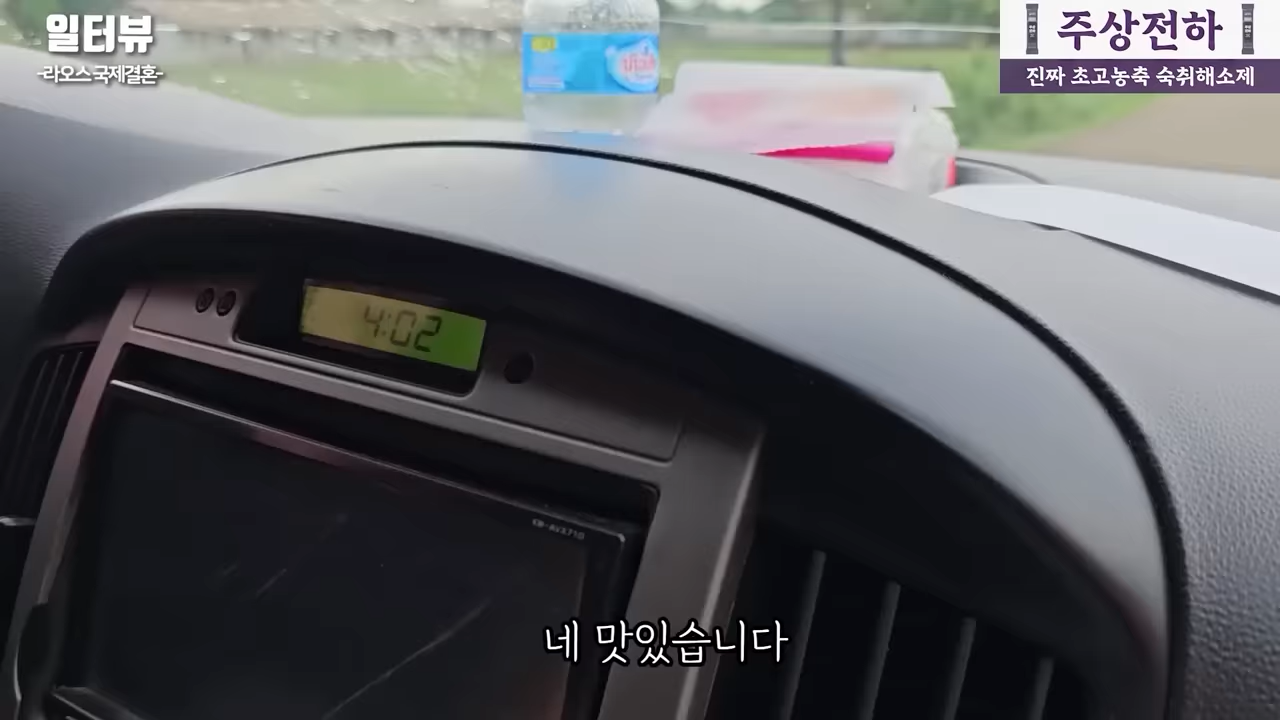 일터뷰
-라오스 국제결혼-
주상전하
진짜 초고농축 숙취해소제
4:02
네 맛있습니다